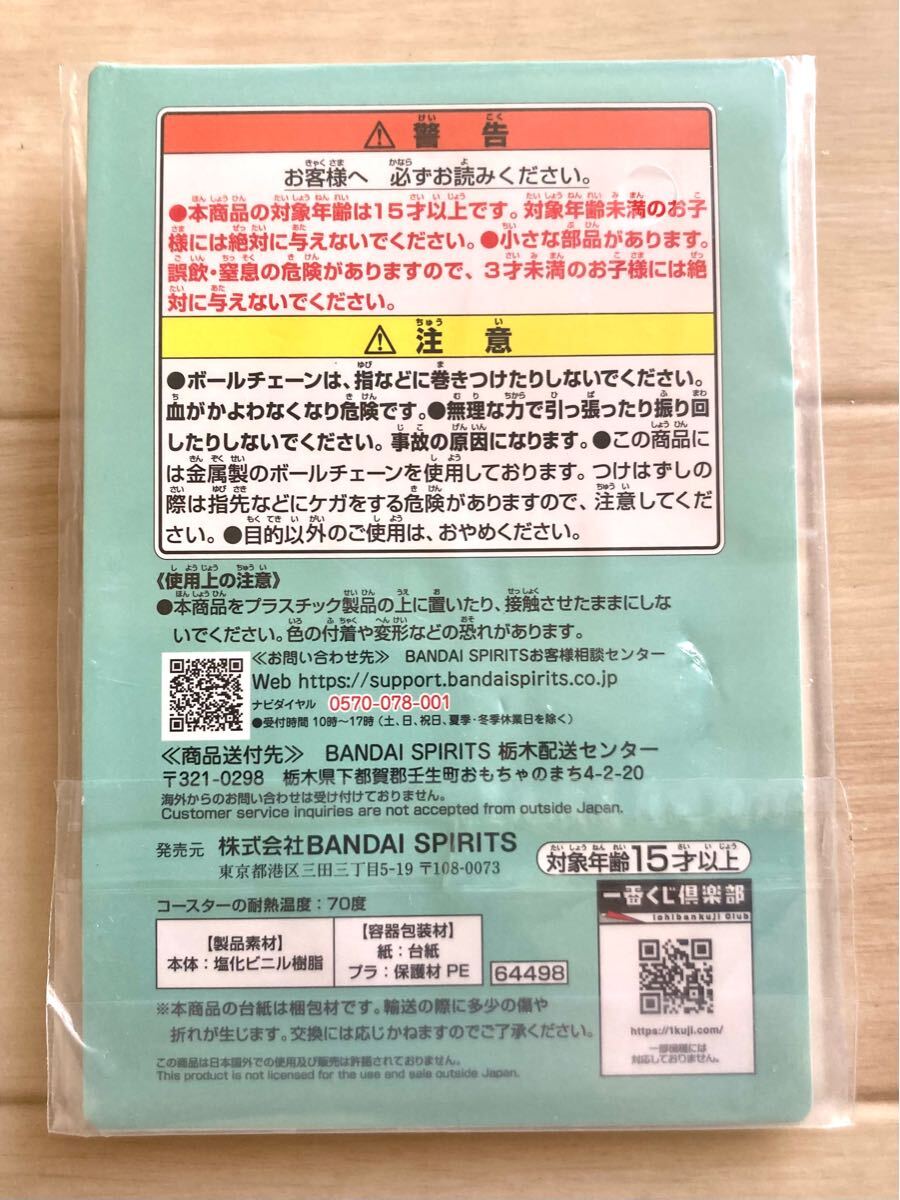 ⚠ 警告
お客様へ 必ずお読みください。
●本商品の対象年齢は15才以上です。対象年齢未満のお子
様には絶対に与えないでください。●小さな部品があります。
誤飲・窒息の危険がありますので、3才未満のお子様には絶
対に与えないでください。
⚠ 注意
●ボールチェーンは、指などに巻きつけたりしないでください。
血がかよわなくなり危険です。●無理な力で引っ張ったり振り回
したりしないでください。事故の原因になります。●この商品に
は金属製のボールチェーンを使用しております。つけはずしの
際は指先などにケガをする危険がありますので、注意してくだ
さい。●目的以外のご使用は、おやめください。
《使用上の注意》
●本商品をプラスチック製品の上に置いたり、接触させたままにしな
いでください。色の付着や変形などの恐れがあります。
≪お問い合わせ先≫ BANDAI SPIRITSお客様相談センター
Web https://support.bandaispirits.co.jp
ナビダイヤル 0570-078-001
●受付時間 10時〜17時(土、日、祝日、夏季・冬季休業日を除く)
≪商品送付先≫ BANDAI SPIRITS 栃木配送センター
〒321-0298 栃木県下都賀郡壬生町おもちゃのまち4-2-20
海外からのお問い合わせは受け付けておりません。
Customer service inquiries are not accepted from outside Japan.
発売元 株式会社BANDAI SPIRITS
東京都港区三田三丁目5-19 〒108-0073
対象年齢15才以上
コースターの耐熱温度:70度
【製品素材】
本体:塩化ビニル樹脂
【容器包装材】
紙:台紙
プラ:保護材 PE
64498
一番くじ倶楽部
Ichibankuji Club
https://1kuji.com/
一部機種には
対応しておりません。
※本商品の台紙は梱包材です。輸送の際に多少の傷や
折れが生じます。交換には応じかねますのでご了承ください。
この商品は日本国外での使用及び販売は許諾されておりません。
This product is not licensed for the use and sale outside Japan.